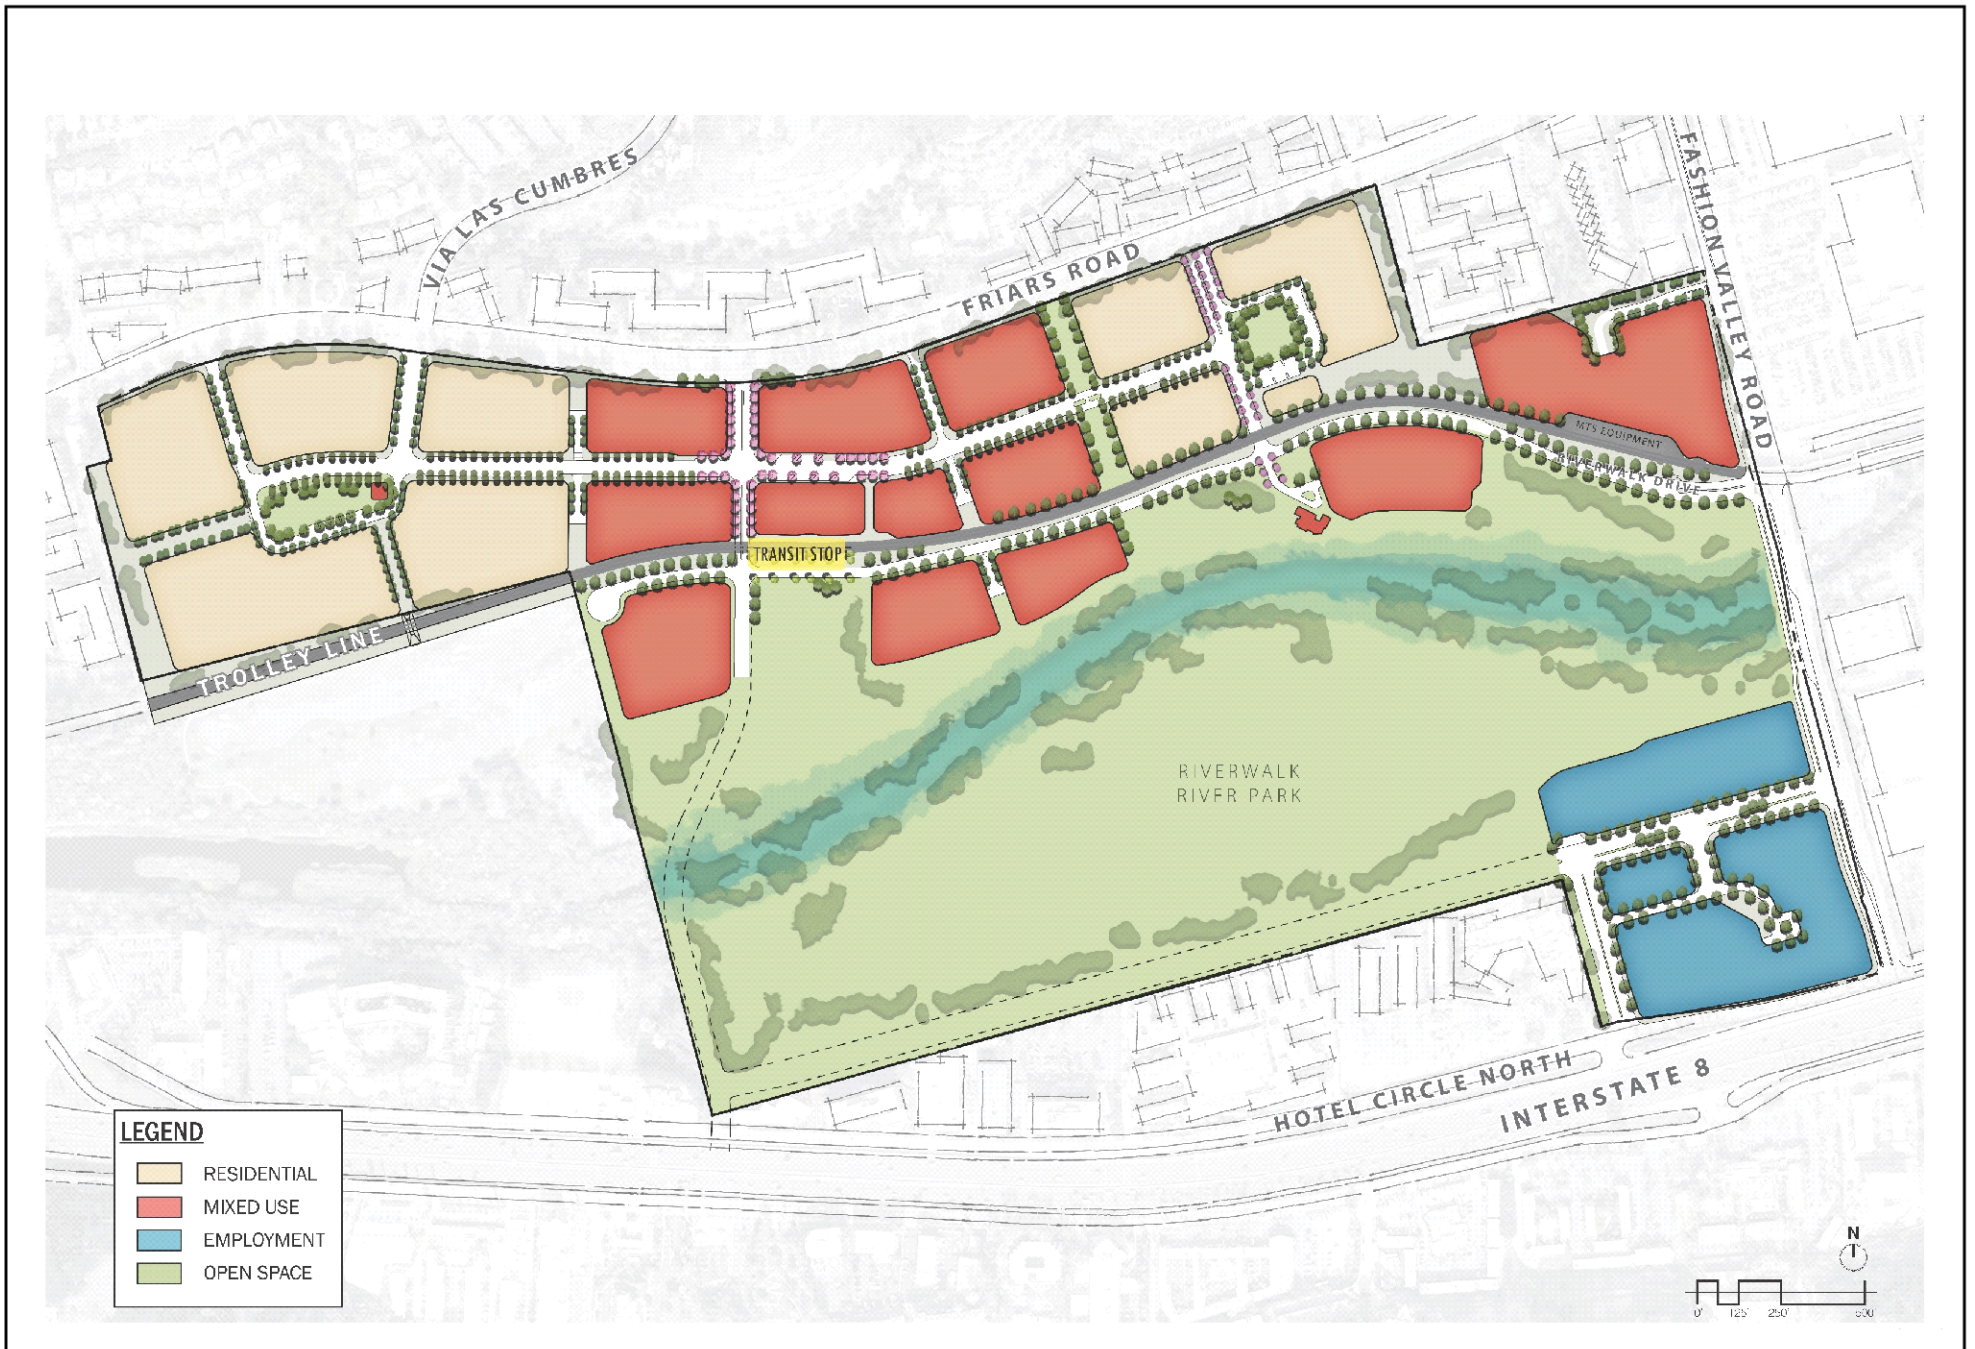 VIA LAS CUMBRES
FRIARS ROAD
FASHION VALLEY ROAD
MTS EQUIPMENT
RIVERWALK DRIVE
TRANSIT STOP
TROLLEY LINE
RIVERWALK
RIVER PARK
HOTEL CIRCLE NORTH
INTERSTATE 8
LEGEND
RESIDENTIAL
MIXED USE
EMPLOYMENT
OPEN SPACE
N
0' 125' 250' 500